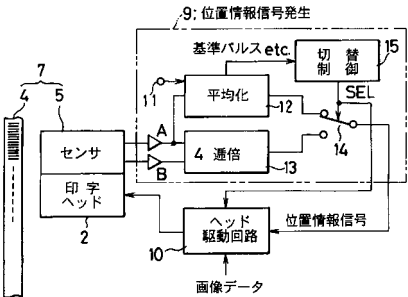 9:位置情報信号発生
基準パルスetc.
切替
制御
15
SEL
7
4
5
11
平均化
12
センサ
A
B
4逓倍
13
14
印字
ヘッド
2
ヘッド
駆動回路
10
位置情報信号
画像データ